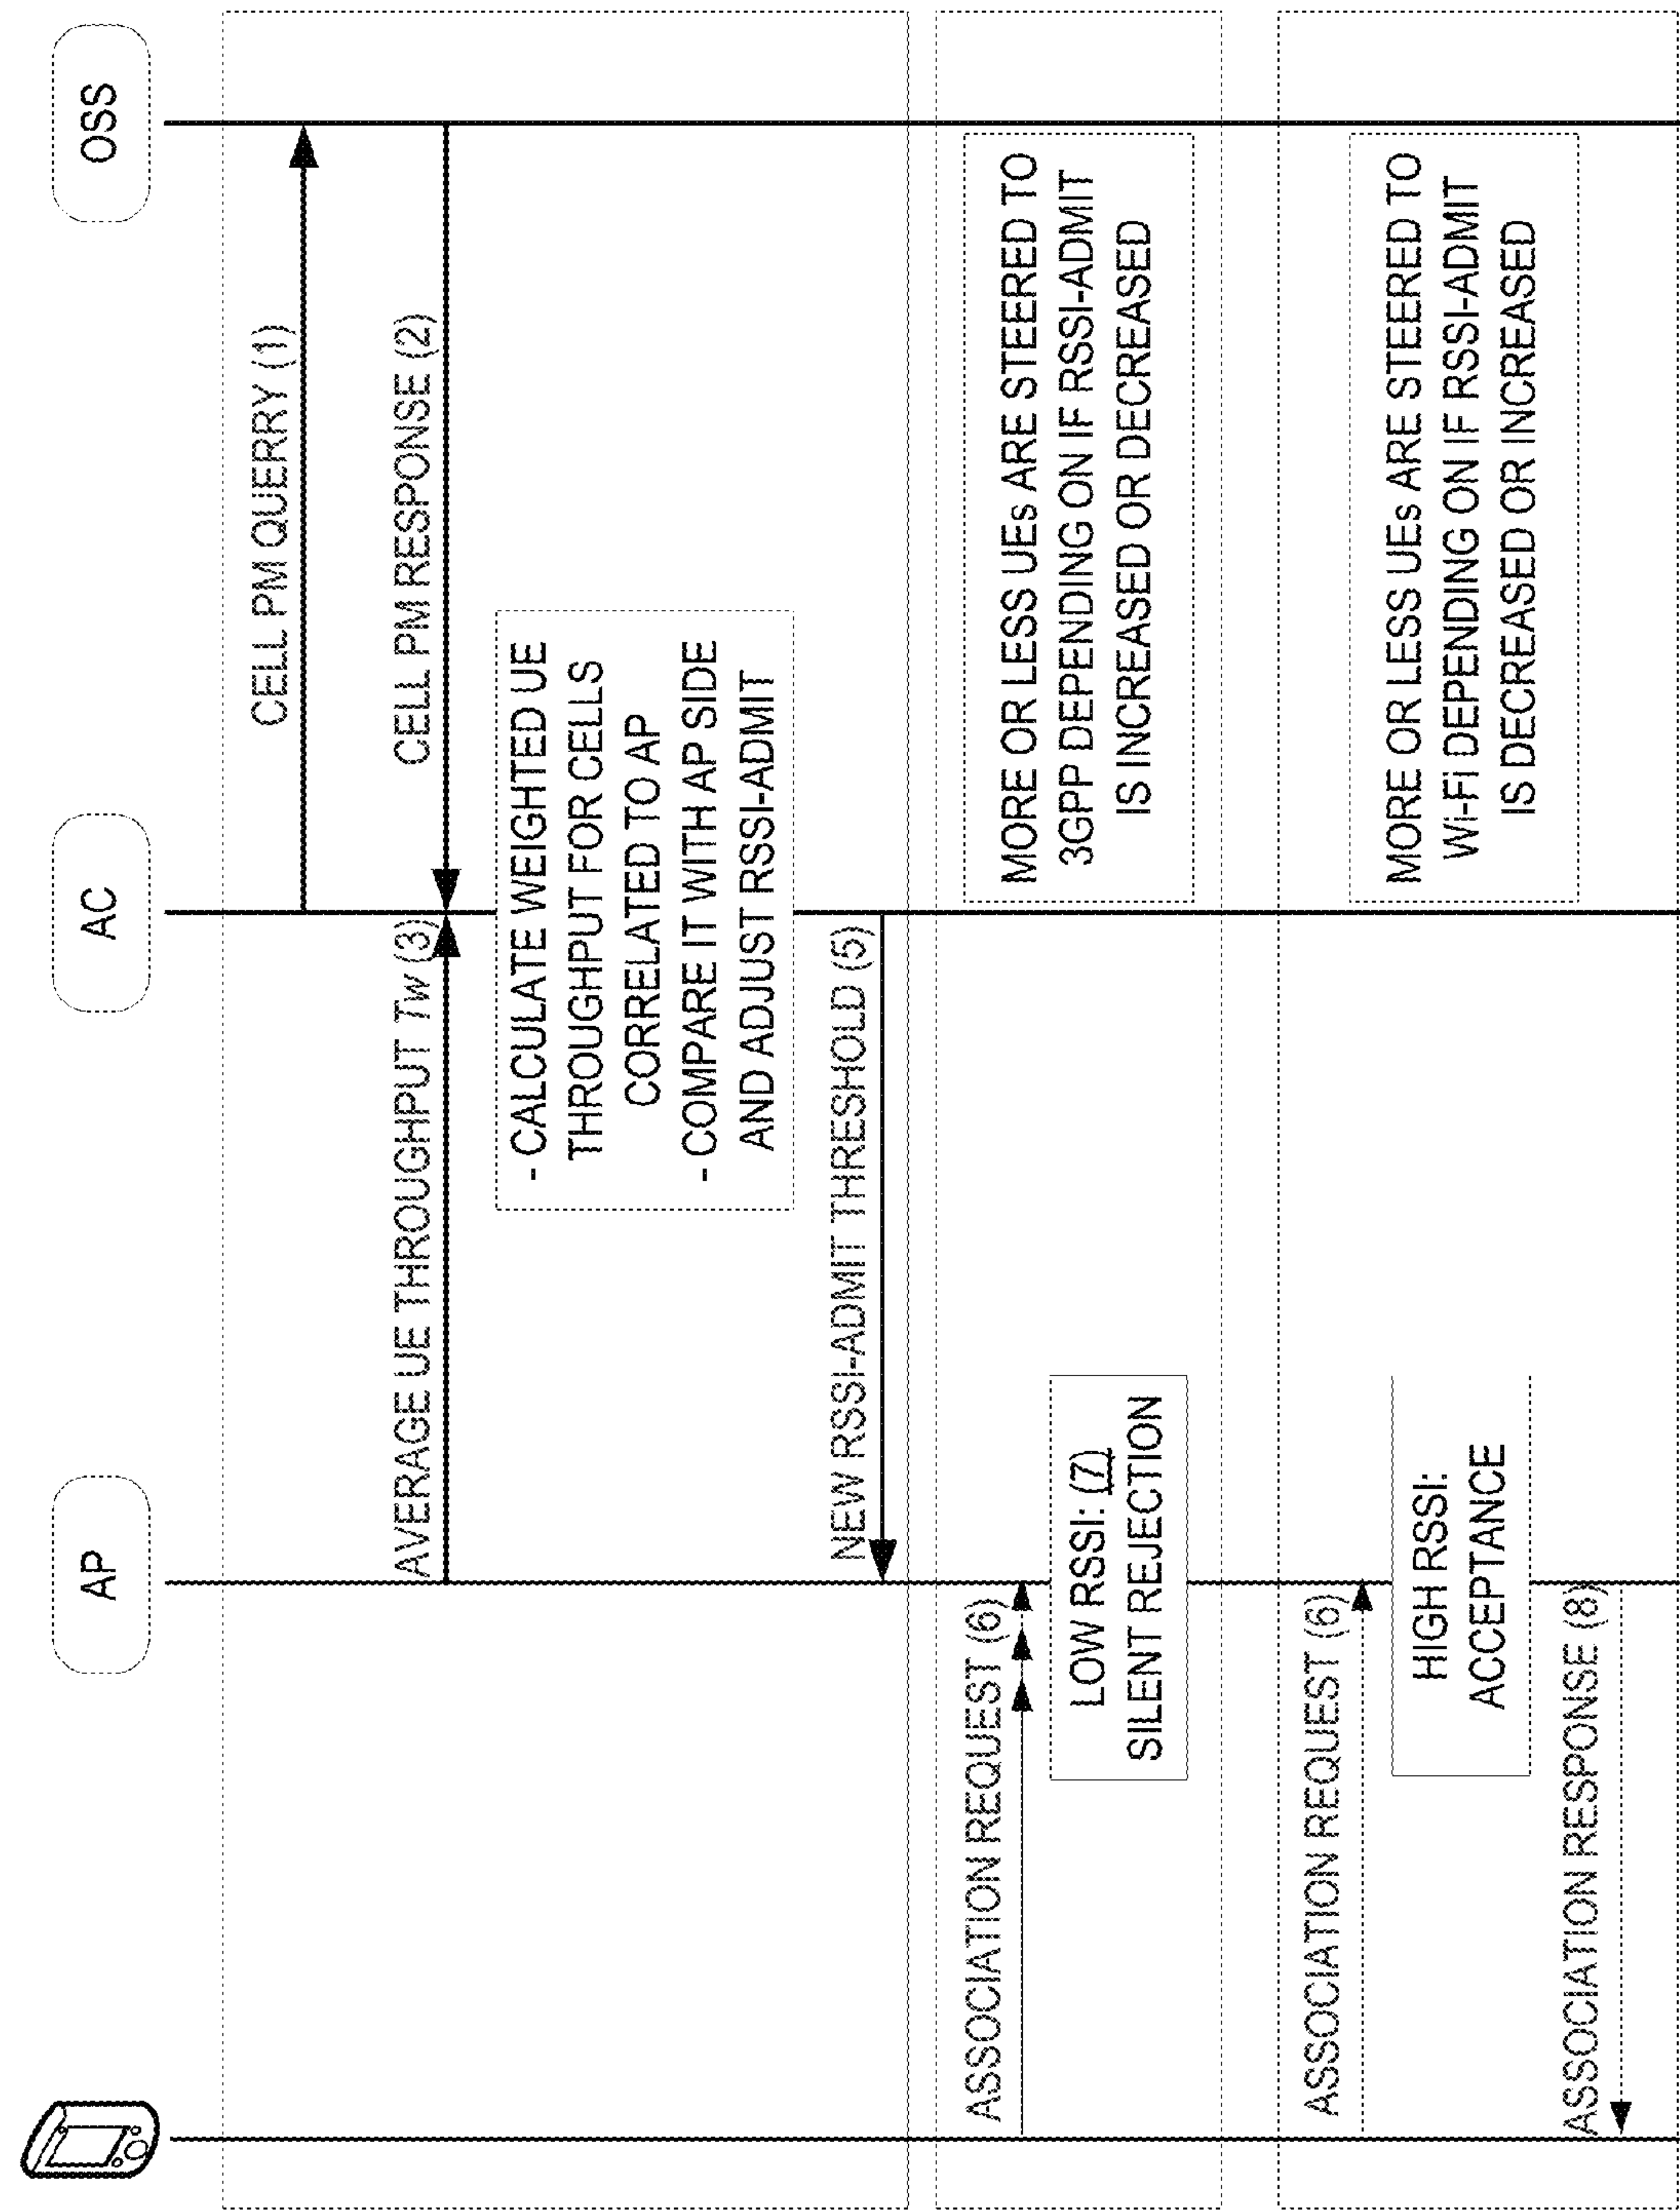 AP
AC
OSS
CELL PM QUERRY (1)
AVERAGE UE THROUGHPUT Tw (3)
CELL PM RESPONSE (2)
- CALCULATE WEIGHTED UE
THROUGHPUT FOR CELLS
CORRELATED TO AP
- COMPARE IT WITH AP SIDE
AND ADJUST RSSI-ADMIT
NEW RSSI-ADMIT THRESHOLD (5)
ASSOCIATION REQUEST (6)
LOW RSSI: (7)
SILENT REJECTION
MORE OR LESS UEs ARE STEERED TO
3GPP DEPENDING ON IF RSSI-ADMIT
IS INCREASED OR DECREASED
ASSOCIATION REQUEST (6)
HIGH RSSI:
ACCEPTANCE
MORE OR LESS UEs ARE STEERED TO
Wi-Fi DEPENDING ON IF RSSI-ADMIT
IS DECREASED OR INCREASED
ASSOCIATION RESPONSE (8)